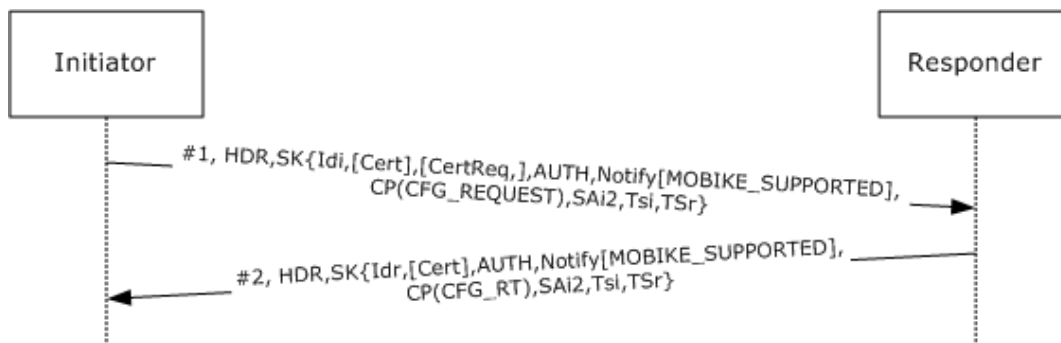 Initiator
Responder
#1, HDR,SK{Idi,[Cert],[CertReq,],AUTH,Notify[MOBIKE_SUPPORTED],
CP(CFG_REQUEST),SAi2,Tsi,TSr}
#2, HDR,SK{Idr,[Cert],AUTH,Notify[MOBIKE_SUPPORTED],
CP(CFG_RT),SAi2,Tsi,TSr}